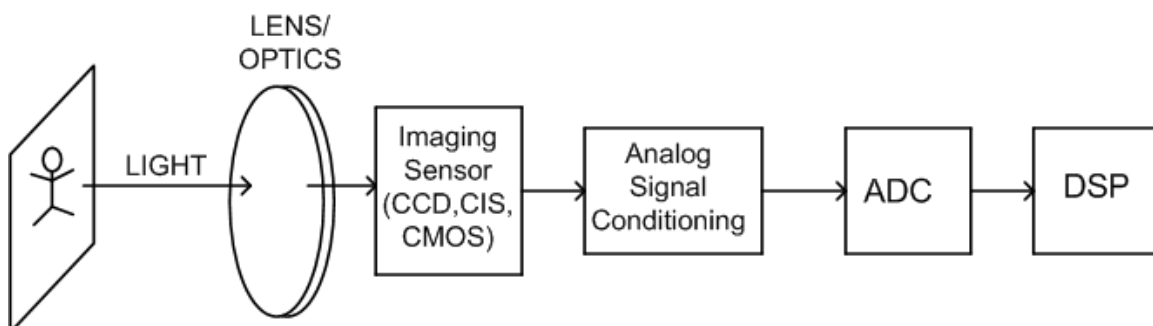 LENS/
OPTICS
LIGHT
Imaging
Sensor
(CCD,CIS,
CMOS)
Analog
Signal
Conditioning
ADC
DSP